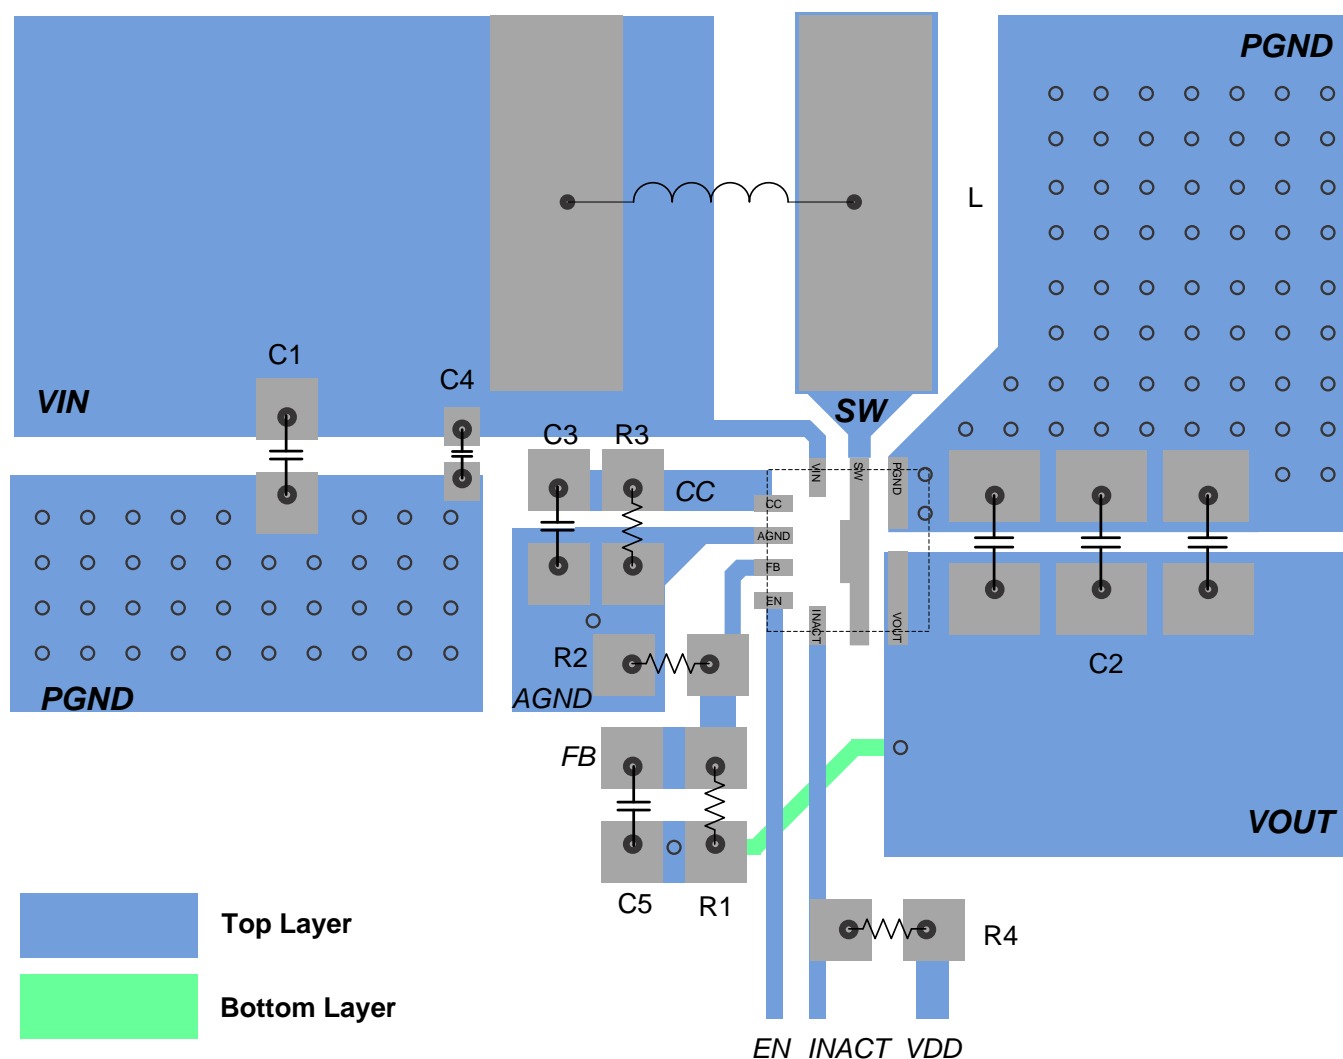 PGND
L
C1
C4
VIN
SW
C3
R3
CC
VIN
SW
PGND
CC
AGND
FB
EN
INACT
VOUT
R2
C2
AGND
PGND
FB
VOUT
C5
R1
R4
Top Layer
Bottom Layer
EN
INACT
VDD